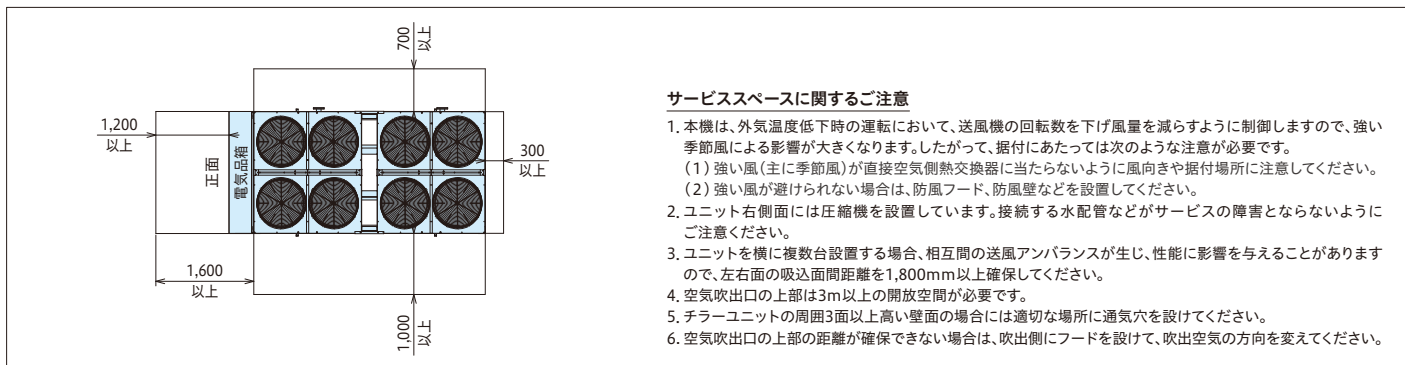 700
以上
1,200
以上
正面
電気品箱
300
以上
1,600
以上
1,000
以上
サービススペースに関するご注意
1. 本機は、外気温度低下時の運転において、送風機の回転数を下げ風量を減らすように制御しますので、強い
季節風による影響が大きくなります。したがって、据付にあたっては次のような注意が必要です。
（1）強い風（主に季節風）が直接空気側熱交換器に当たらないように風向きや据付場所に注意してください。
（2）強い風が避けられない場合は、防風フード、防風壁などを設置してください。
2. ユニット右側面には圧縮機を設置しています。接続する水配管などがサービスの障害とならないように
ご注意ください。
3. ユニットを横に複数台設置する場合、相互間の送風アンバランスが生じ、性能に影響を与えることがあります
ので、左右面の吸込面間距離を1,800mm以上確保してください。
4. 空気吹出口の上部は3m以上の開放空間が必要です。
5. チラーユニットの周囲3面以上高い壁面の場合には適切な場所に通気穴を設けてください。
6. 空気吹出口の上部の距離が確保できない場合は、吹出側にフードを設けて、吹出空気の方向を変えてください。